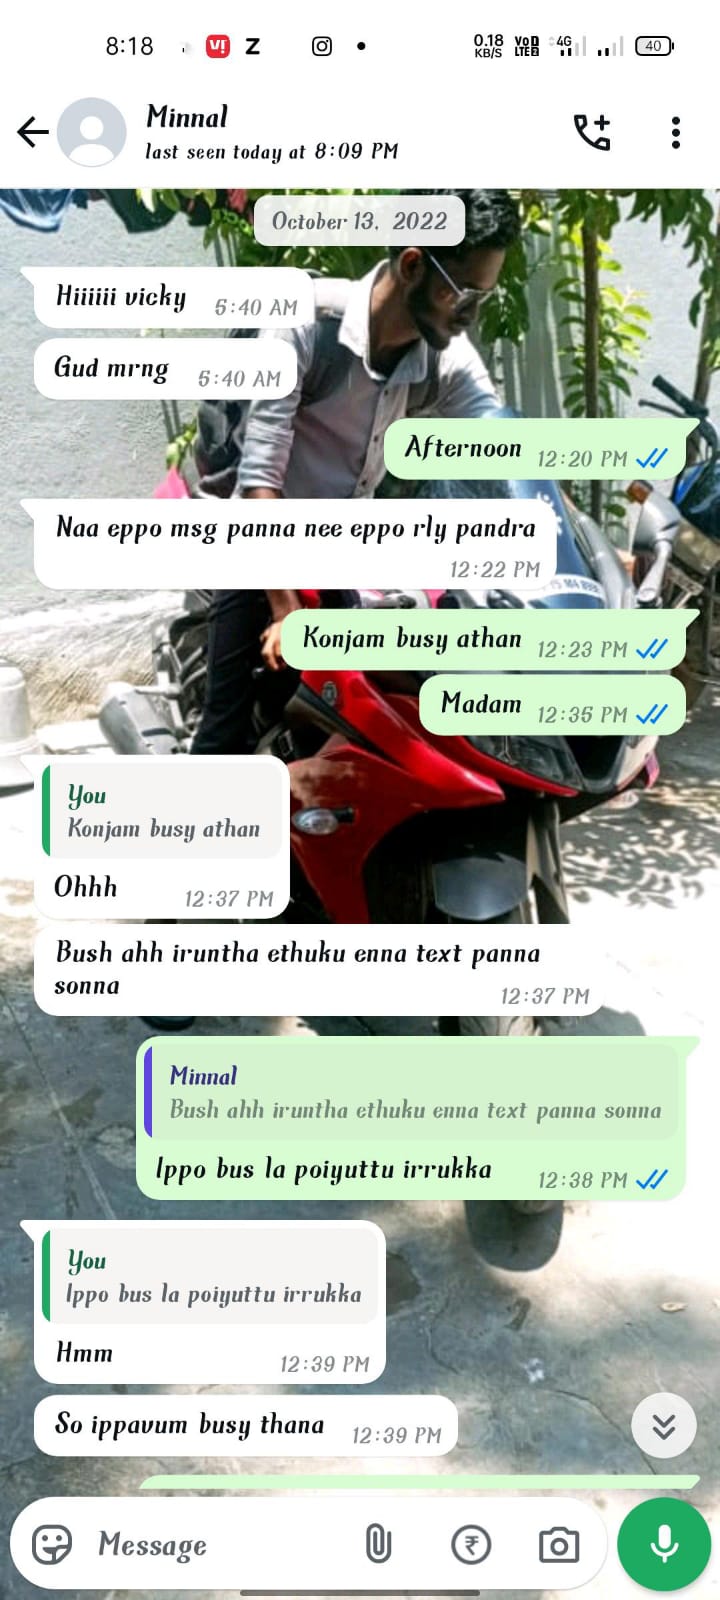 8:18 Vi Z 0.18 KB/S VoD LTE2 4G 40
Minnal
last seen today at 8:09 PM
October 13, 2022
Hiiiiii vicky 5:40 AM
Gud mrng 5:40 AM
Afternoon 12:20 PM
Naa eppo msg panna nee eppo rly pandra
12:22 PM
Konjam busy athan 12:23 PM
Madam 12:35 PM
You
Konjam busy athan
Ohhh 12:37 PM
Bush ahh iruntha ethuku enna text panna
sonna 12:37 PM
Minnal
Bush ahh iruntha ethuku enna text panna sonna
Ippo bus la poiyuttu irrukka 12:38 PM
You
Ippo bus la poiyuttu irrukka
Hmm 12:39 PM
So ippavum busy thana 12:39 PM
Message